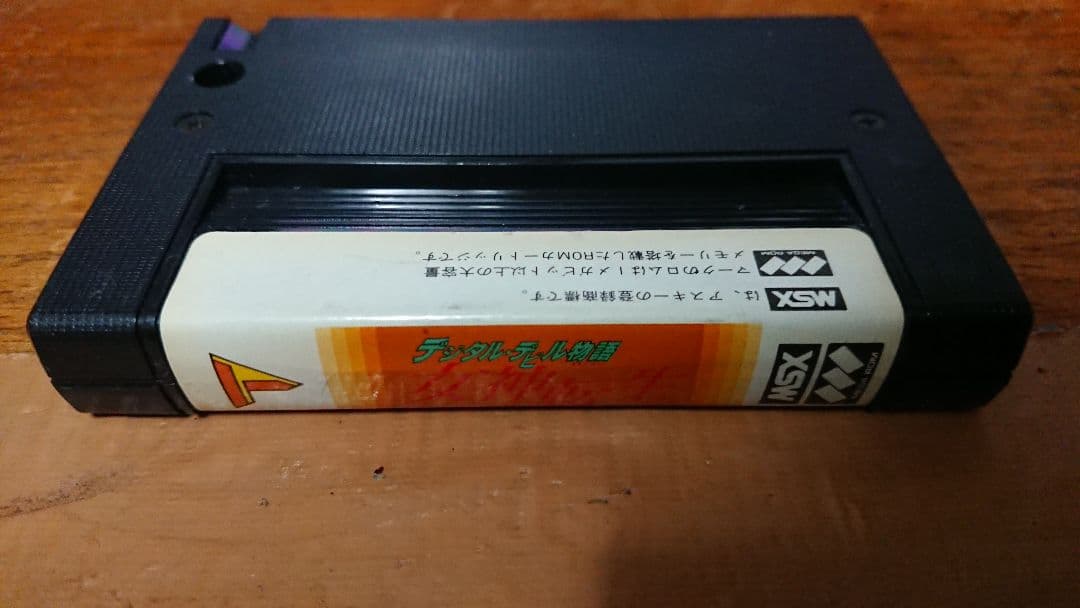 デジタル・デビル物語
MSX
MSX
は、アスキーの登録商標です。
MEGA ROM
マークのロムは1メガビット以上の大容量
メモリーを搭載したROMカートリッジです。